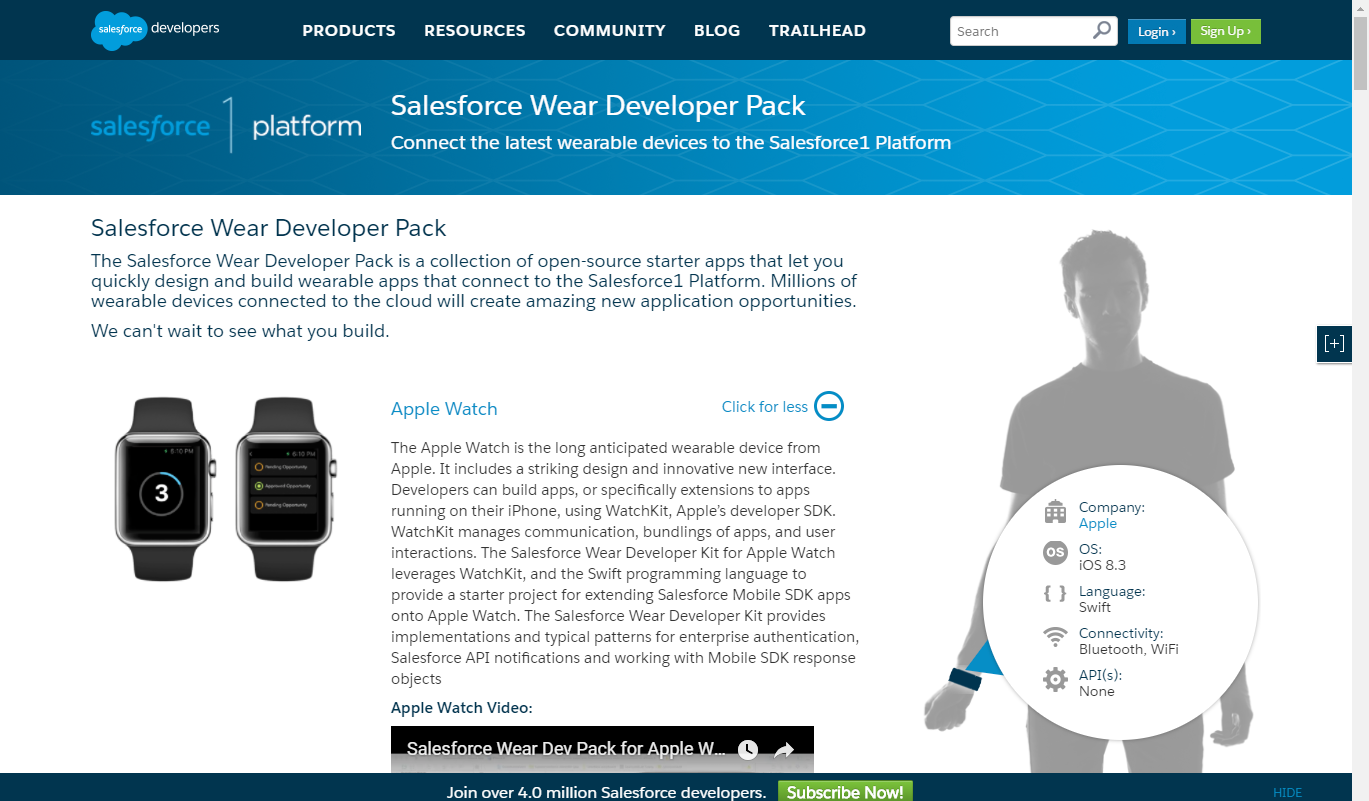 salesforce developers
PRODUCTS RESOURCES COMMUNITY BLOG TRAILHEAD
Search
Login ›
Sign Up ›
salesforce 1 platform
Salesforce Wear Developer Pack
Connect the latest wearable devices to the Salesforce1 Platform
Salesforce Wear Developer Pack
The Salesforce Wear Developer Pack is a collection of open-source starter apps that let you
quickly design and build wearable apps that connect to the Salesforce1 Platform. Millions of
wearable devices connected to the cloud will create amazing new application opportunities.
We can't wait to see what you build.
[+]
6:10 PM
3
6:10 PM
Pending Opportunity
Approved Opportunity
Pending Opportunity
Apple Watch
Click for less
The Apple Watch is the long anticipated wearable device from
Apple. It includes a striking design and innovative new interface.
Developers can build apps, or specifically extensions to apps
running on their iPhone, using WatchKit, Apple’s developer SDK.
WatchKit manages communication, bundlings of apps, and user
interactions. The Salesforce Wear Developer Kit for Apple Watch
leverages WatchKit, and the Swift programming language to
provide a starter project for extending Salesforce Mobile SDK apps
onto Apple Watch. The Salesforce Wear Developer Kit provides
implementations and typical patterns for enterprise authentication,
Salesforce API notifications and working with Mobile SDK response
objects
Apple Watch Video:
Salesforce Wear Dev Pack for Apple W...
Company:
Apple
OS
OS:
iOS 8.3
{ }
Language:
Swift
Connectivity:
Bluetooth, WiFi
API(s):
None
Join over 4.0 million Salesforce developers.
Subscribe Now!
HIDE